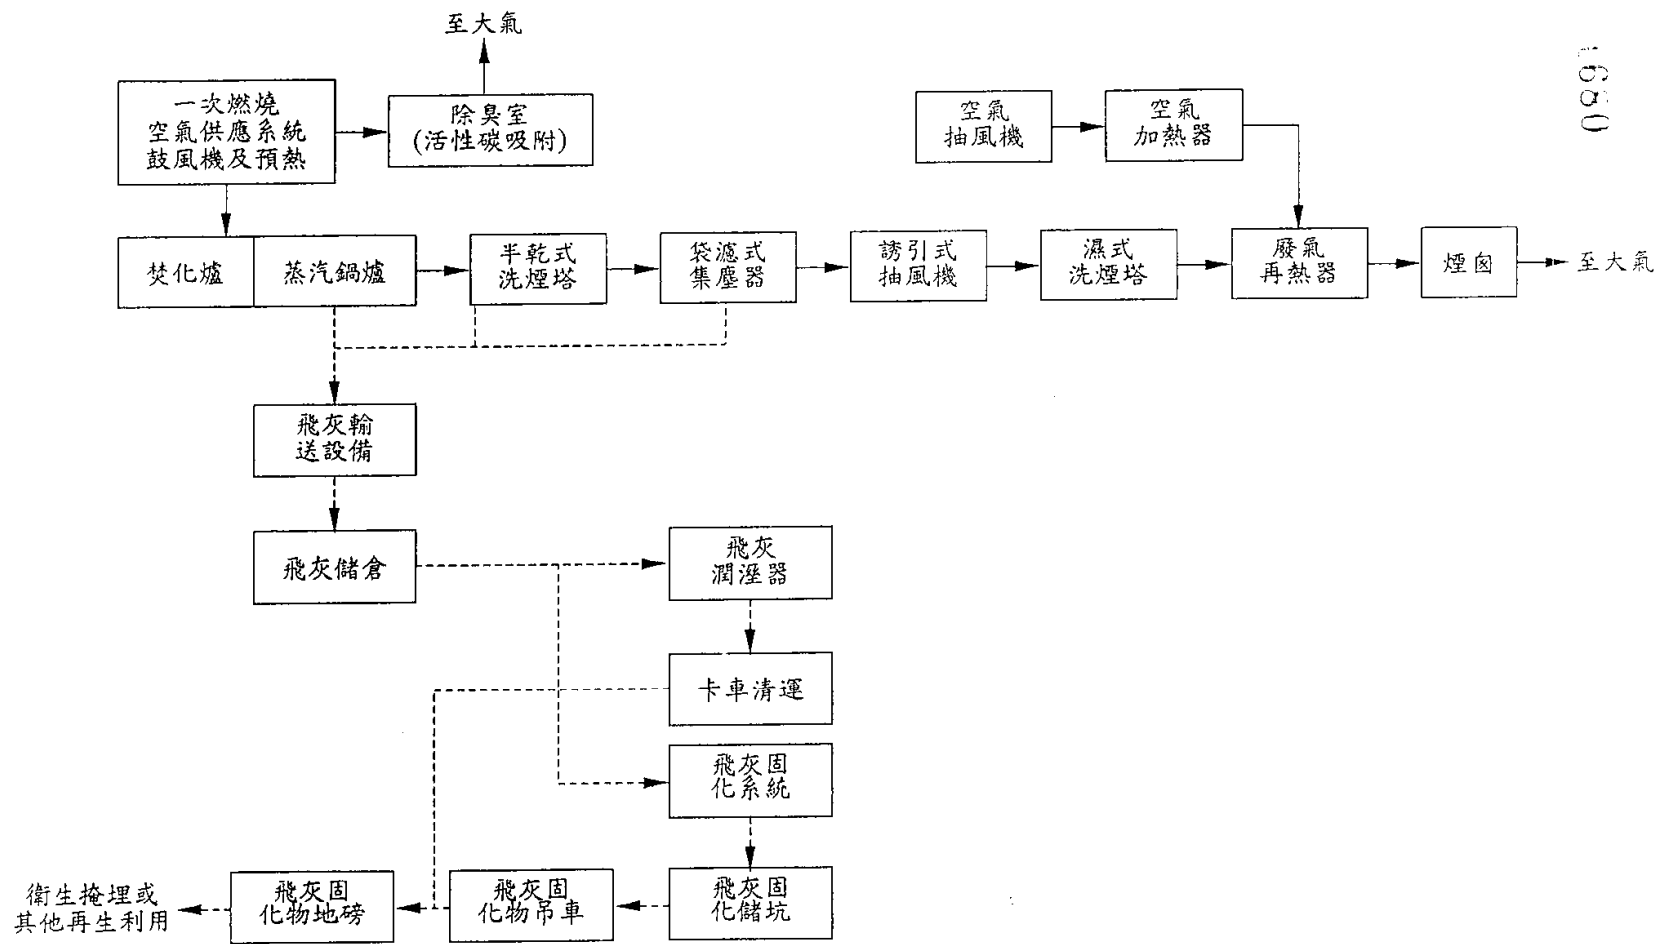 至大氣
一次燃燒
空氣供應系統
鼓風機及預熱
除臭室
(活性碳吸附)
空氣
抽風機
空氣
加熱器
焚化爐
蒸汽鍋爐
半乾式
洗煙塔
袋濾式
集塵器
誘引式
抽風機
濕式
洗煙塔
廢氣
再熱器
煙囪
至大氣
飛灰輸
送設備
飛灰儲倉
飛灰
潤溼器
卡車清運
飛灰固
化系統
飛灰固
化儲坑
飛灰固
化物吊車
飛灰固
化物地磅
衛生掩埋或
其他再生利用